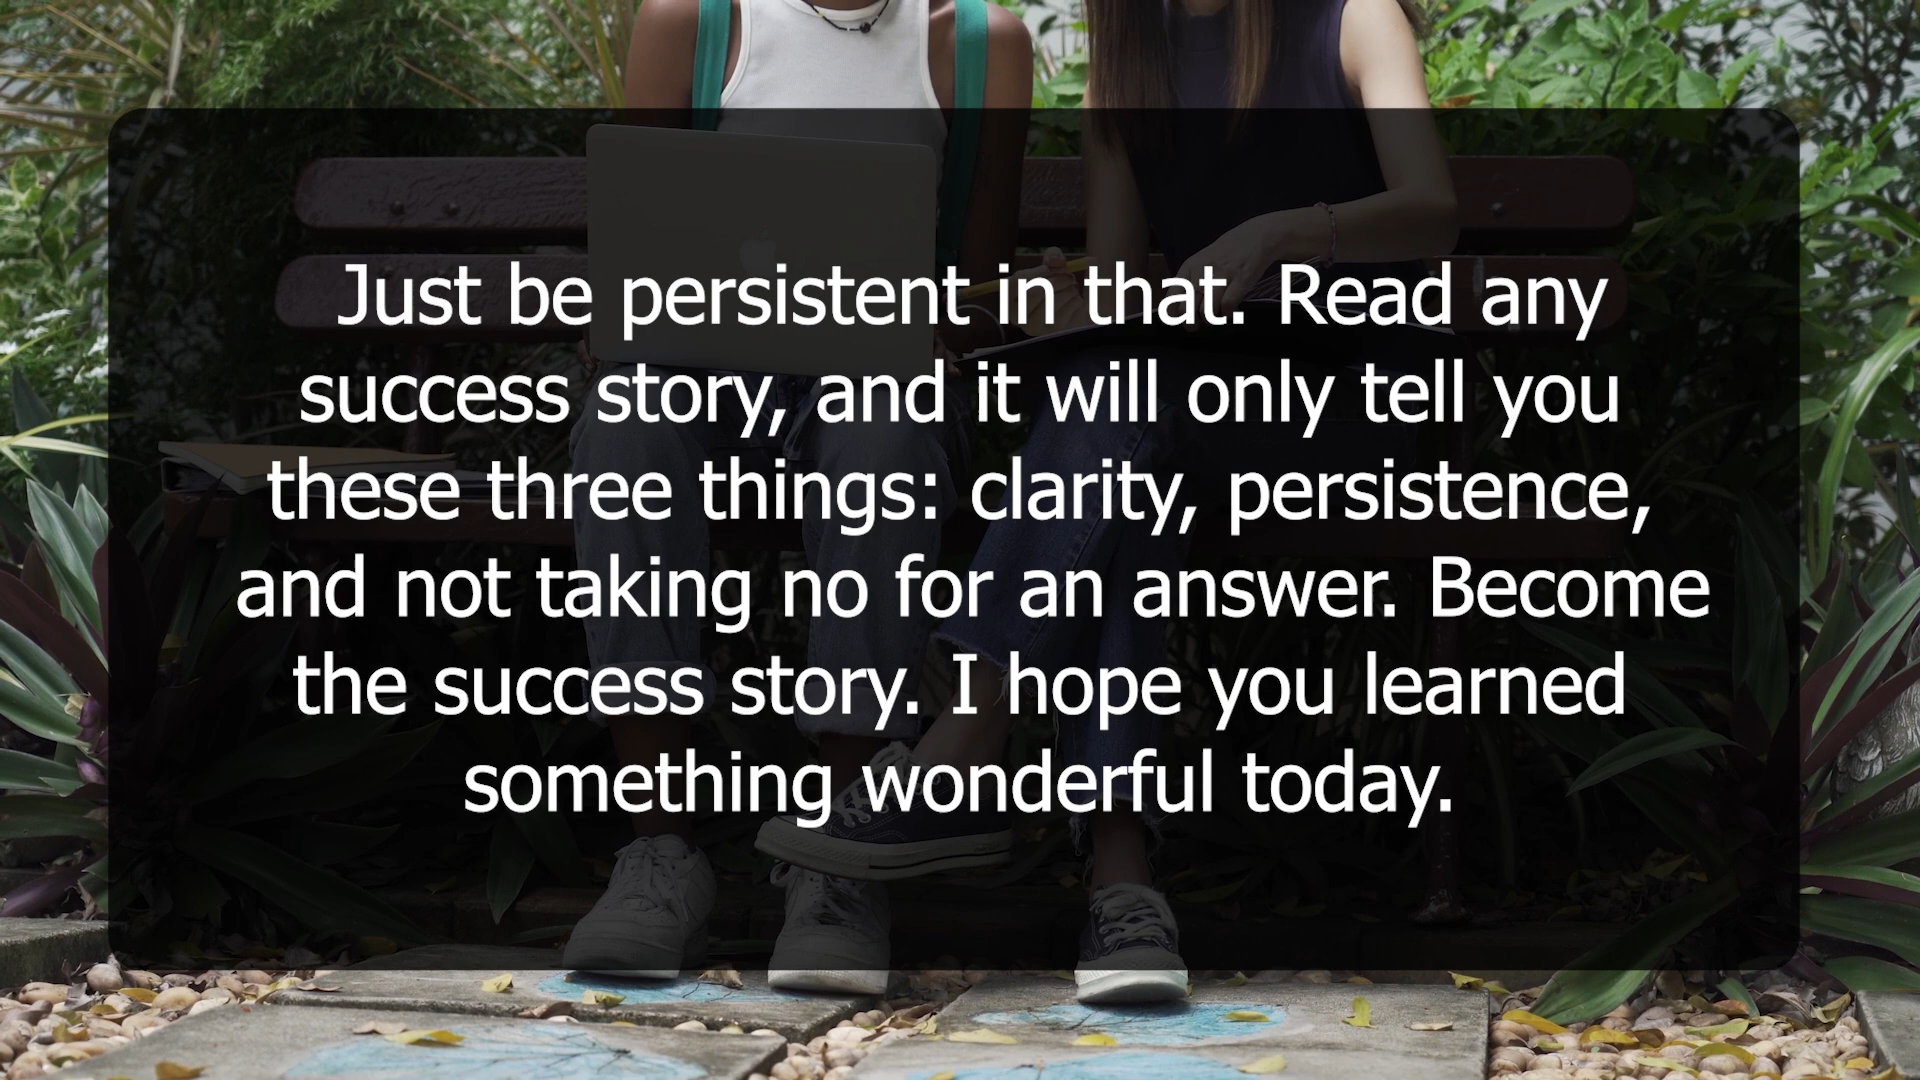 Just be persistent in that. Read any
success story, and it will only tell you
these three things: clarity, persistence,
and not taking no for an answer. Become
the success story. I hope you learned
something wonderful today.